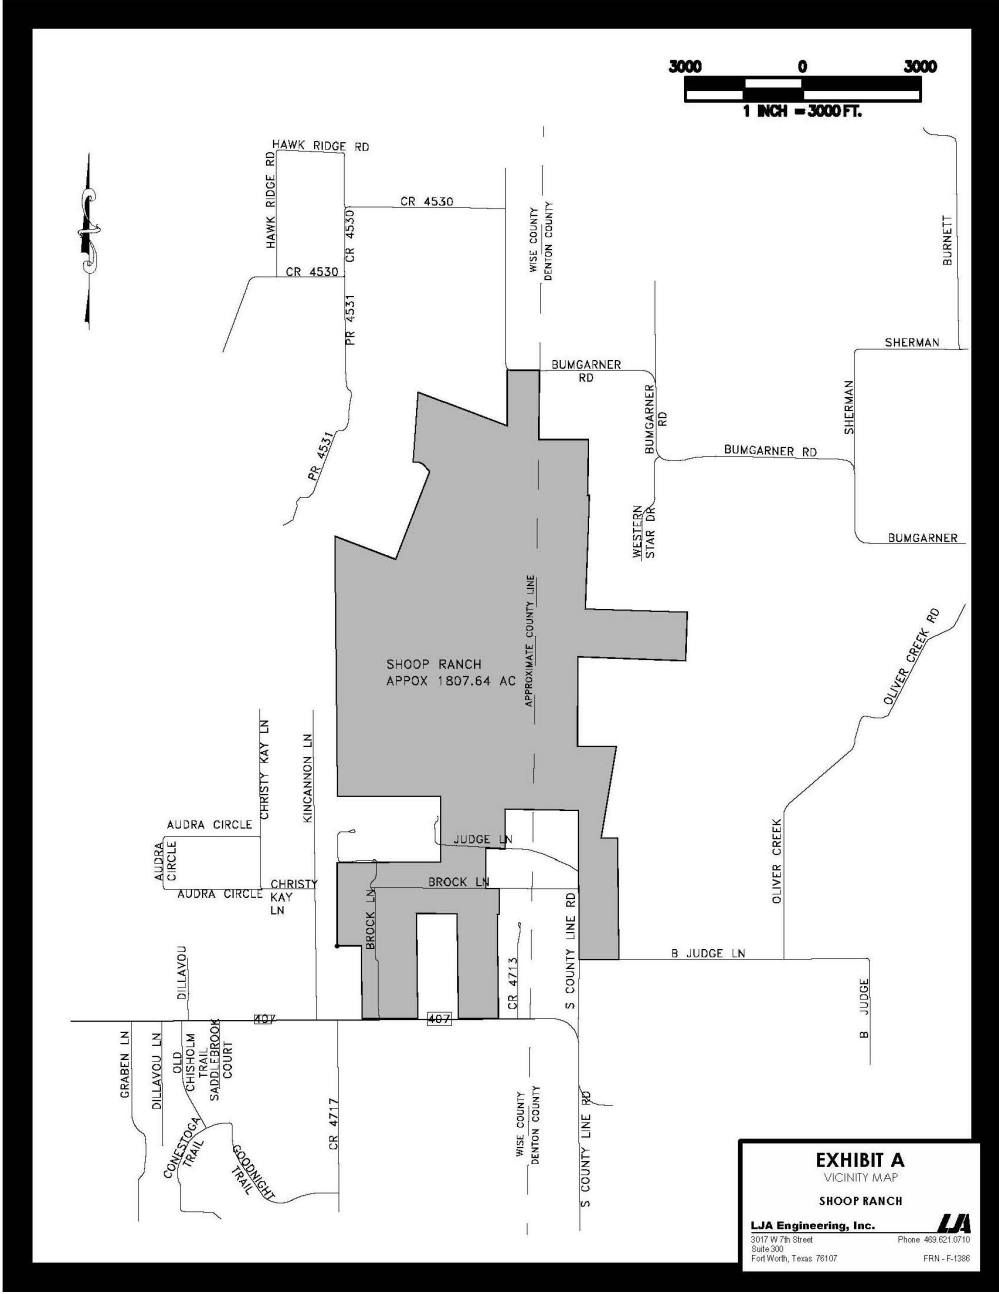 3000 0 3000
1 INCH = 3000 FT.
HAWK RIDGE RD
HAWK RIDGE RD
CR 4530
CR 4530
CR 4530
PR 4531
PR 4531
WISE COUNTY
DENTON COUNTY
BURNETT
SHERMAN
SHERMAN
BUMGARNER
RD
BUMGARNER
RD
BUMGARNER RD
BUMGARNER
WESTERN
STAR DR
APPROXIMATE COUNTY LINE
SHOOP RANCH
APPOX 1807.64 AC
OLIVER CREEK RD
OLIVER CREEK
CHRISTY KAY LN
KINCANNON LN
AUDRA CIRCLE
AUDRA
CIRCLE
AUDRA CIRCLE
CHRISTY
KAY
LN
JUDGE LN
BROCK LN
BROCK LN
CR 4713
S COUNTY LINE RD
B JUDGE LN
B JUDGE
DILLAVOU
407
407
GRABEN LN
DILLAVOU LN
OLD
CHISHOLM
TRAIL
SADDLEBROOK
COURT
CONESTOGA
TRAIL
GOODNIGHT
TRAIL
CR 4717
WISE COUNTY
DENTON COUNTY
S COUNTY LINE RD
EXHIBIT A
VICINITY MAP
SHOOP RANCH
LJA Engineering, Inc.
LJA
3017 W 7th Street
Phone 469.621.0710
Suite 300
Fort Worth, Texas 76107
FRN - F-1386